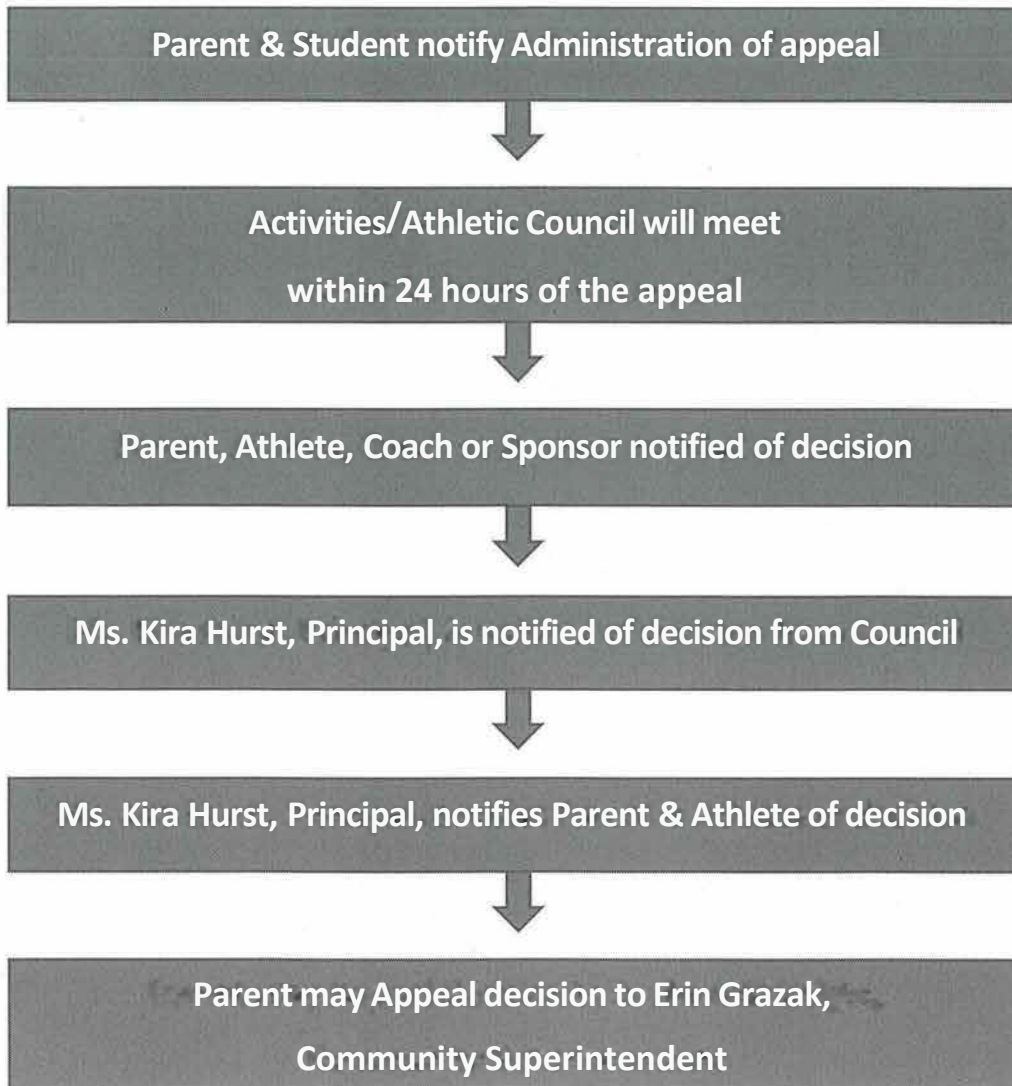 Parent & Student notify Administration of appeal
Activities/Athletic Council will meet
within 24 hours of the appeal
Parent, Athlete, Coach or Sponsor notified of decision
Ms. Kira Hurst, Principal, is notified of decision from Council
Ms. Kira Hurst, Principal, notifies Parent & Athlete of decision
Parent may Appeal decision to Erin Grazak,
Community Superintendent